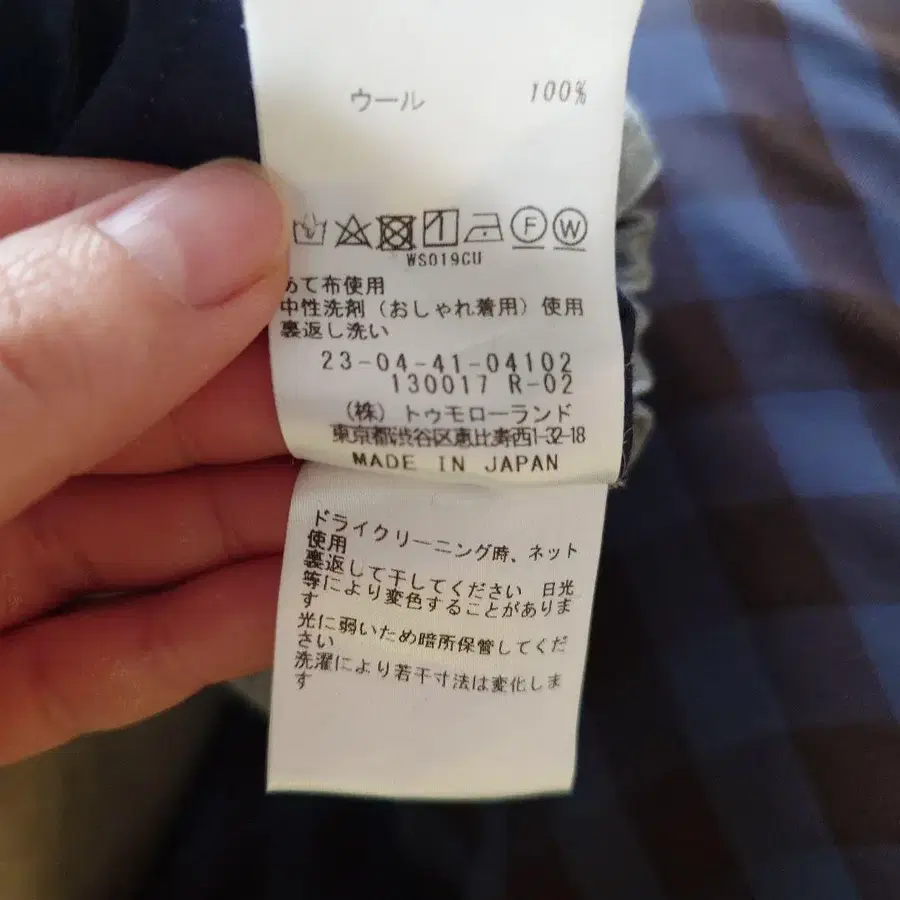 ウール 100%
F W
WS019CU
あて布使用
中性洗剤（おしゃれ着用）使用
裏返し洗い
23-04-41-04102
130017 R-02
（株）トゥモローランド
東京都渋谷区恵比寿西1-32-18
MADE IN JAPAN
ドライクリーニング時、ネット
使用
裏返して干してください 日光
等により変色することがありま
す
光に弱いため暗所保管してくだ
さい
洗濯により若干寸法は変化しま
す